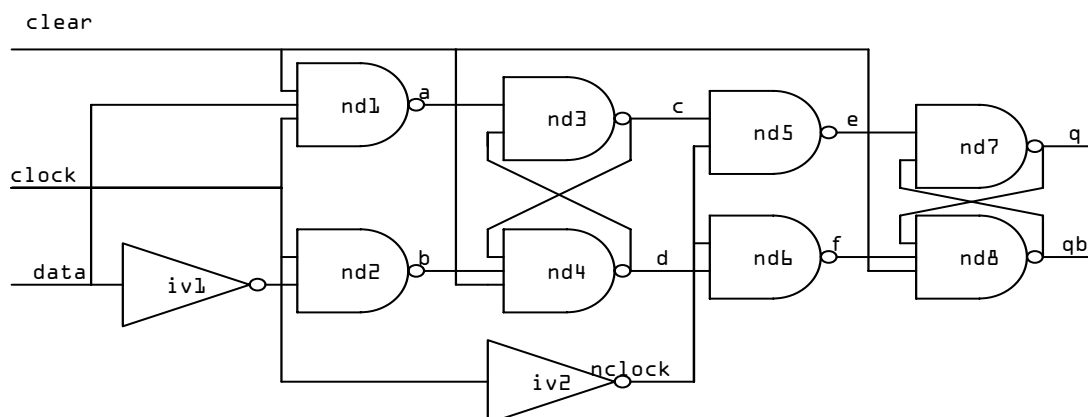 clear
nd1
a
nd3
c
nd5
e
nd7
q
clock
data
iv1
nd2
b
nd4
d
nd6
f
nd8
qb
iv2
nclock